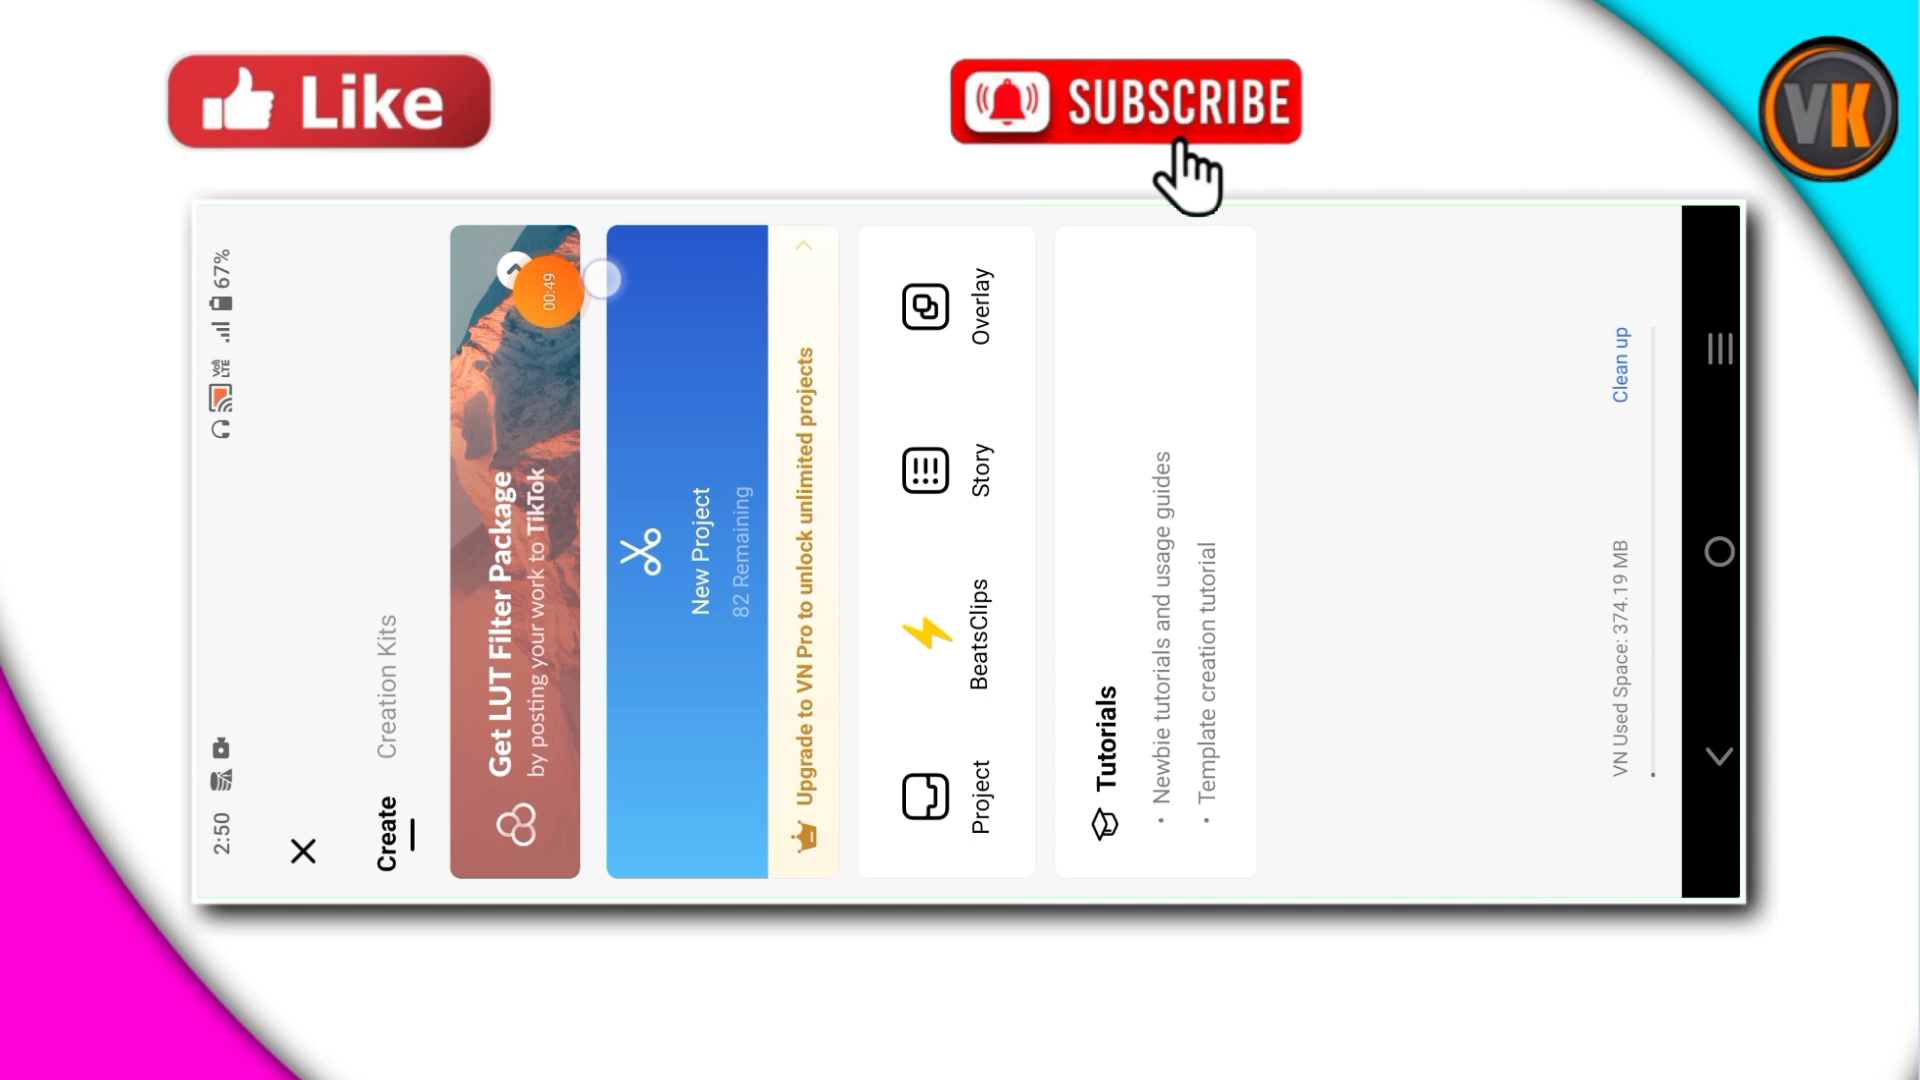 Like
SUBSCRIBE
VK
2:50
VoLTE
67%
Create
Creation Kits
Get LUT Filter Package
by posting your work to TikTok
00:49
New Project
82 Remaining
Upgrade to VN Pro to unlock unlimited projects
Project
BeatsClips
Story
Overlay
Tutorials
• Newbie tutorials and usage guides
• Template creation tutorial
VN Used Space: 374.19 MB
Clean up